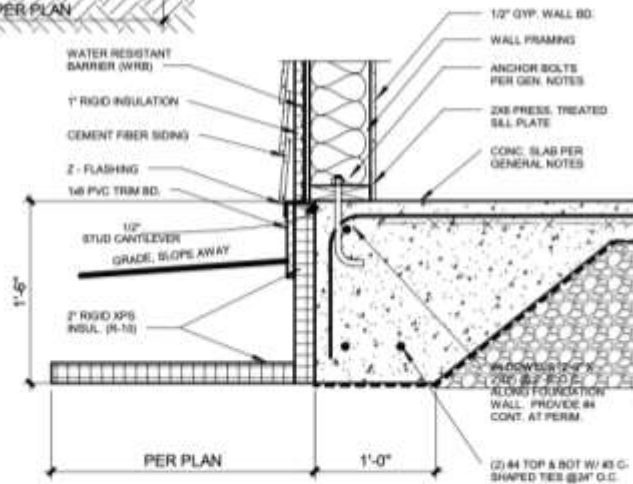 PER PLAN
WATER RESISTANT
BARRIER (WRB)
1" RIGID INSULATION
CEMENT FIBER SIDING
Z - FLASHING
1x8 PVC TRIM BD.
1/2"
STUD CANTILEVER
GRADE, SLOPE AWAY
1'-6"
2" RIGID XPS
INSUL. (R-10)
PER PLAN
1'-0"
1/2" GYP. WALL BD.
WALL FRAMING
ANCHOR BOLTS
PER GEN. NOTES
2X6 PRESS. TREATED
SILL PLATE
CONC. SLAB PER
GENERAL NOTES
#4 DOWELS
ALONG FOUNDATION
WALL. PROVIDE #4
CONT. AT PERIM.
(2) #4 TOP & BOT W/ #3 C-
SHAPED TIES @24" O.C.